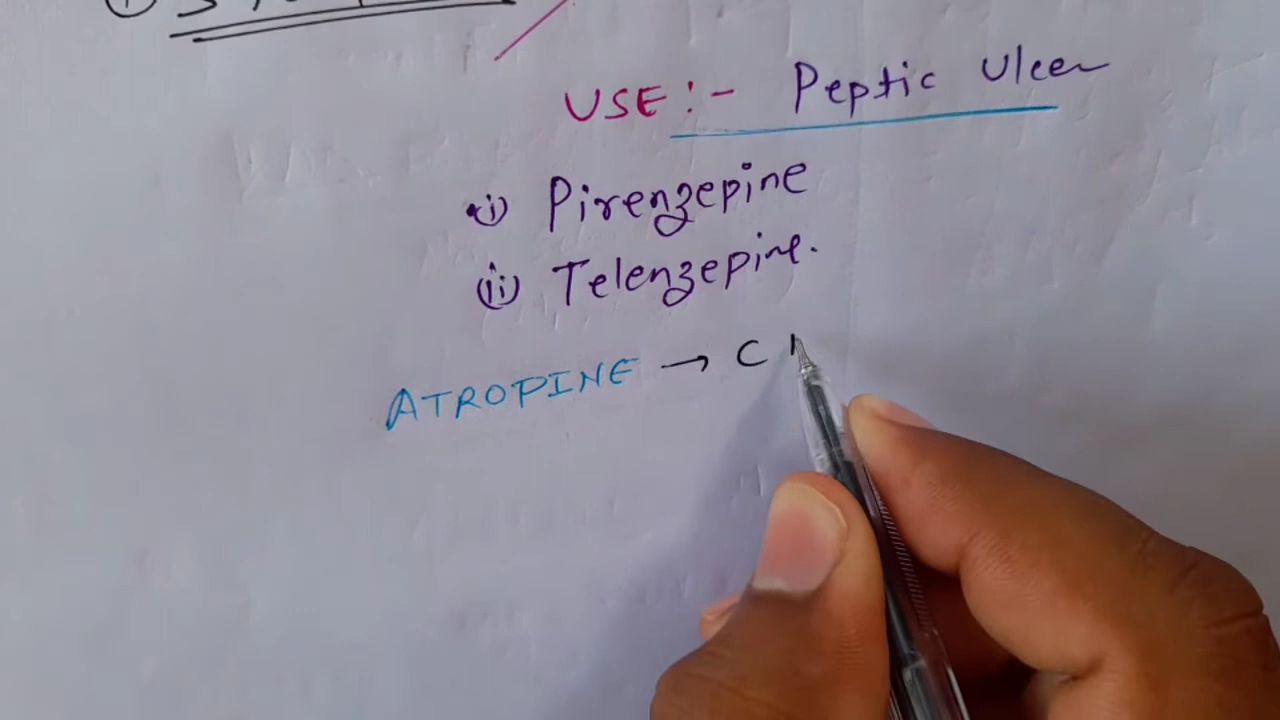 USE:- Peptic Ulcer
i) Pirenzepine
ii) Telenzepine.
ATROPINE → C